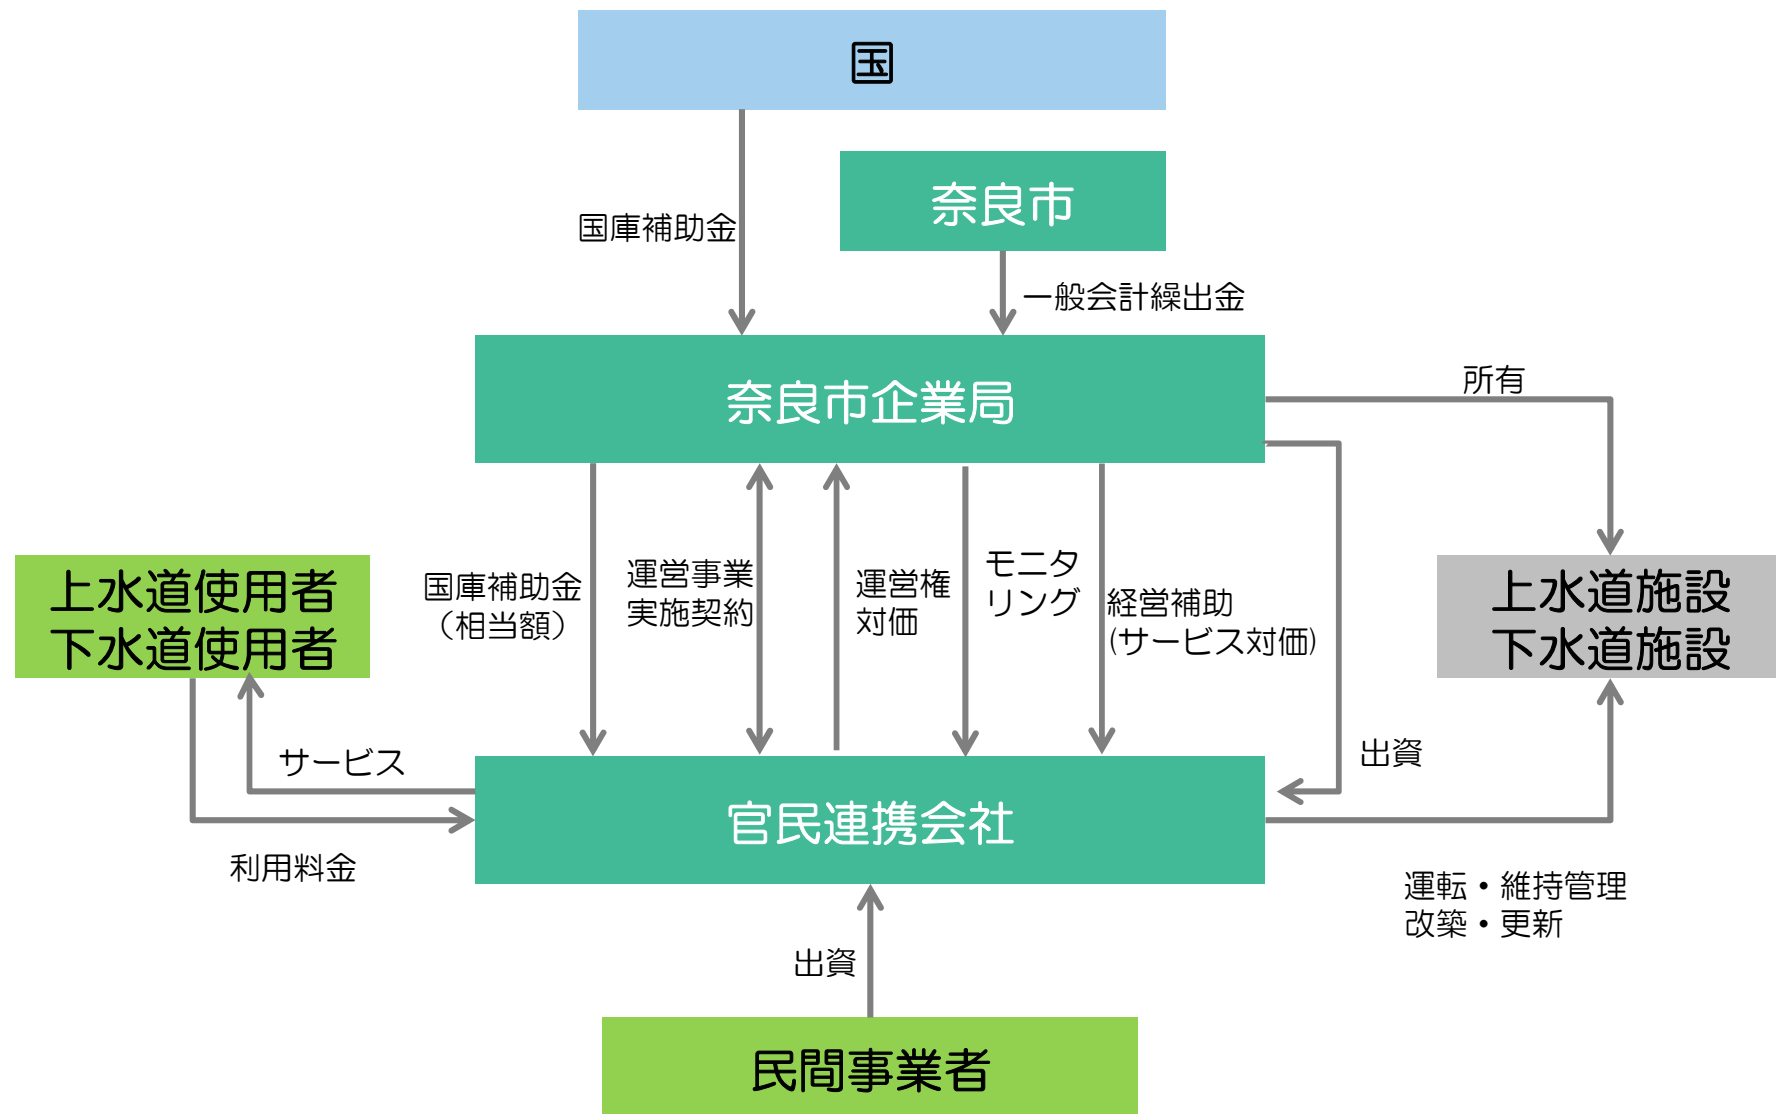 国
奈良市
国庫補助金
一般会計繰出金
奈良市企業局
所有
上水道使用者
下水道使用者
国庫補助金
（相当額）
運営事業
実施契約
運営権
対価
モニタ
リング
経営補助
(サービス対価)
上水道施設
下水道施設
サービス
出資
官民連携会社
利用料金
運転・維持管理
改築・更新
出資
民間事業者